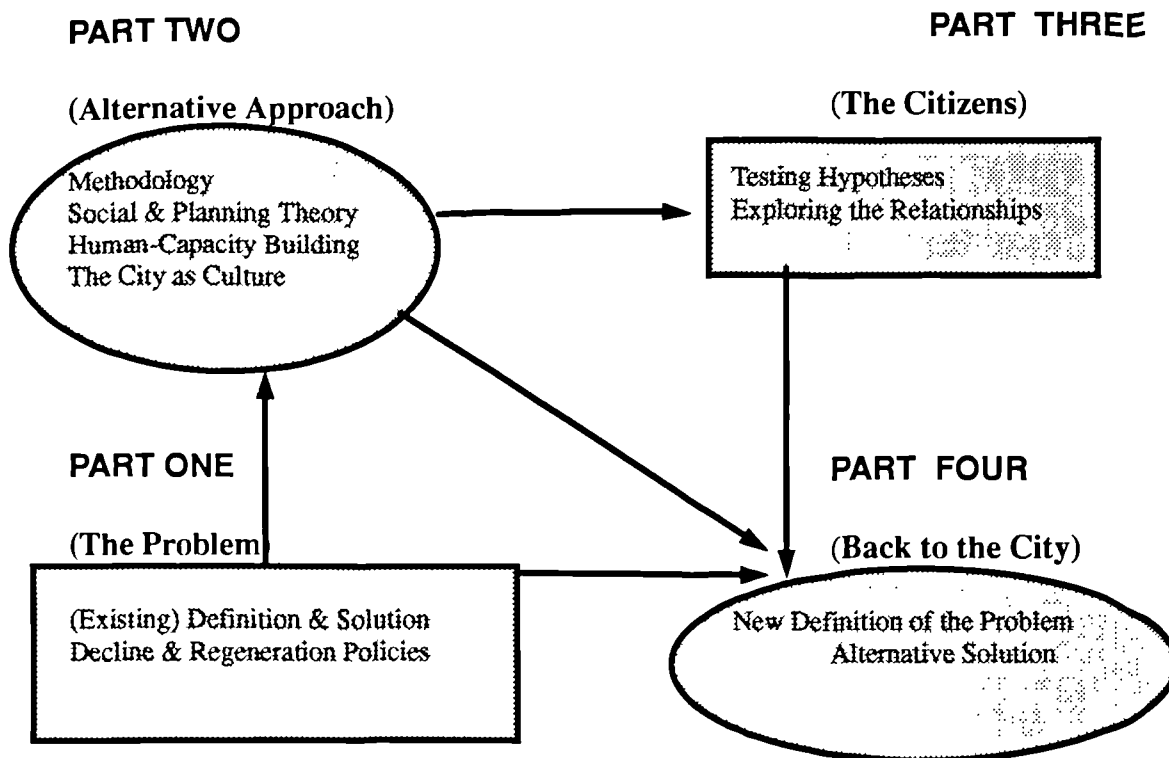 PART TWO
(Alternative Approach)
Methodology
Social & Planning Theory
Human-Capacity Building
The City as Culture
PART THREE
(The Citizens)
Testing Hypotheses
Exploring the Relationships
PART ONE
(The Problem)
(Existing) Definition & Solution
Decline & Regeneration Policies
PART FOUR
(Back to the City)
New Definition of the Problem
Alternative Solution